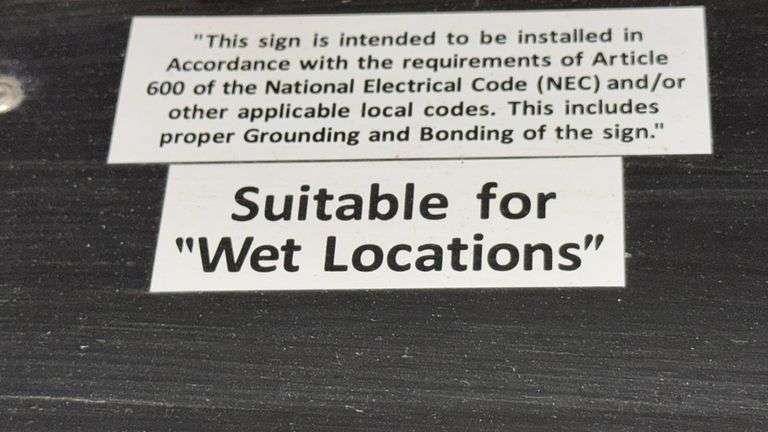 "This sign is intended to be installed in
Accordance with the requirements of Article
600 of the National Electrical Code (NEC) and/or
other applicable local codes. This includes
proper Grounding and Bonding of the sign."
Suitable for
"Wet Locations"